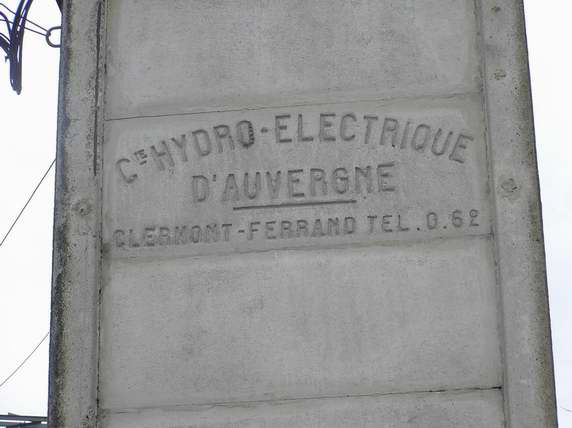 Cie HYDRO-ELECTRIQUE
D'AUVERGNE
CLERMONT-FERRAND TEL. 0.62